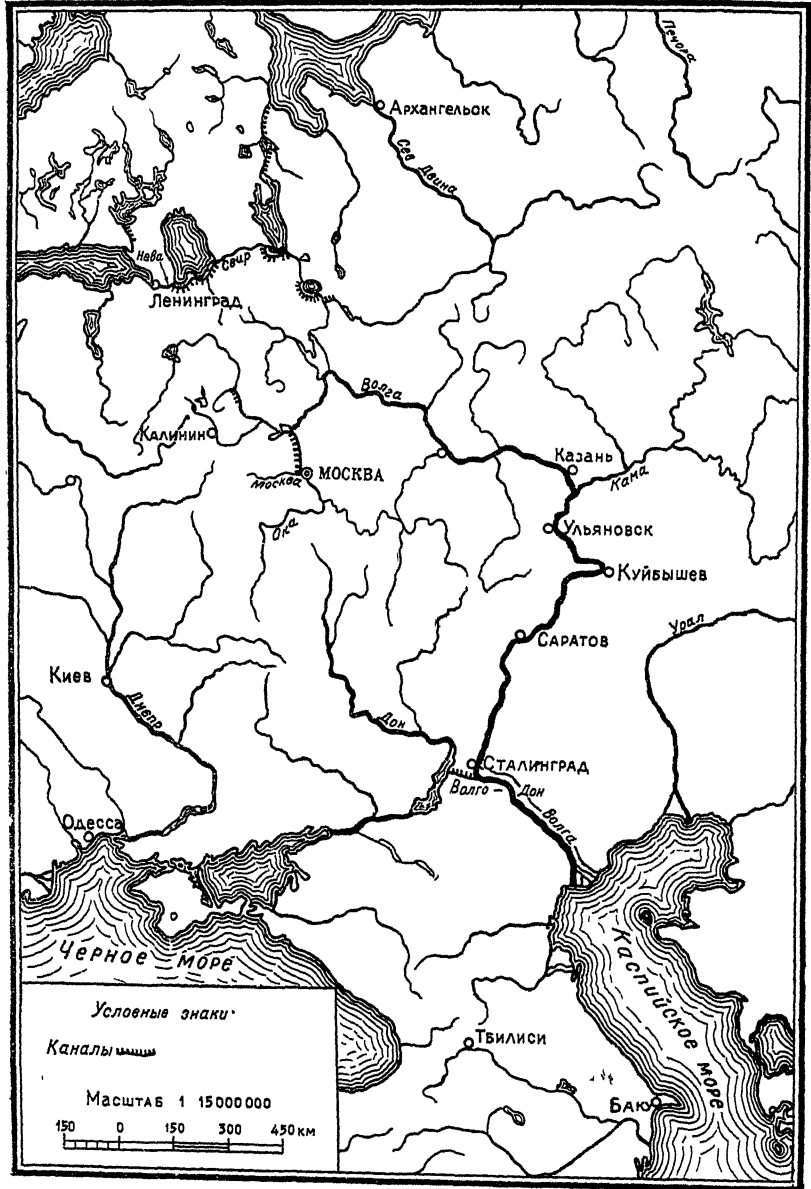 Печора
Архангельск
Сев Двина
Нева
Свир
Ленинград
Волга
Калинин
Казань
Москва
МОСКВА
Кама
Ока
Ульяновск
Куйбышев
Урал
Саратов
Киев
Днепр
Дон
Сталинград
Волго-Дон
Волга
Одесса
Черное море
Каспийское море
Условные знаки
Каналы
Тбилиси
Масштаб 1 15000000
Баку
150 0 150 300 450 км